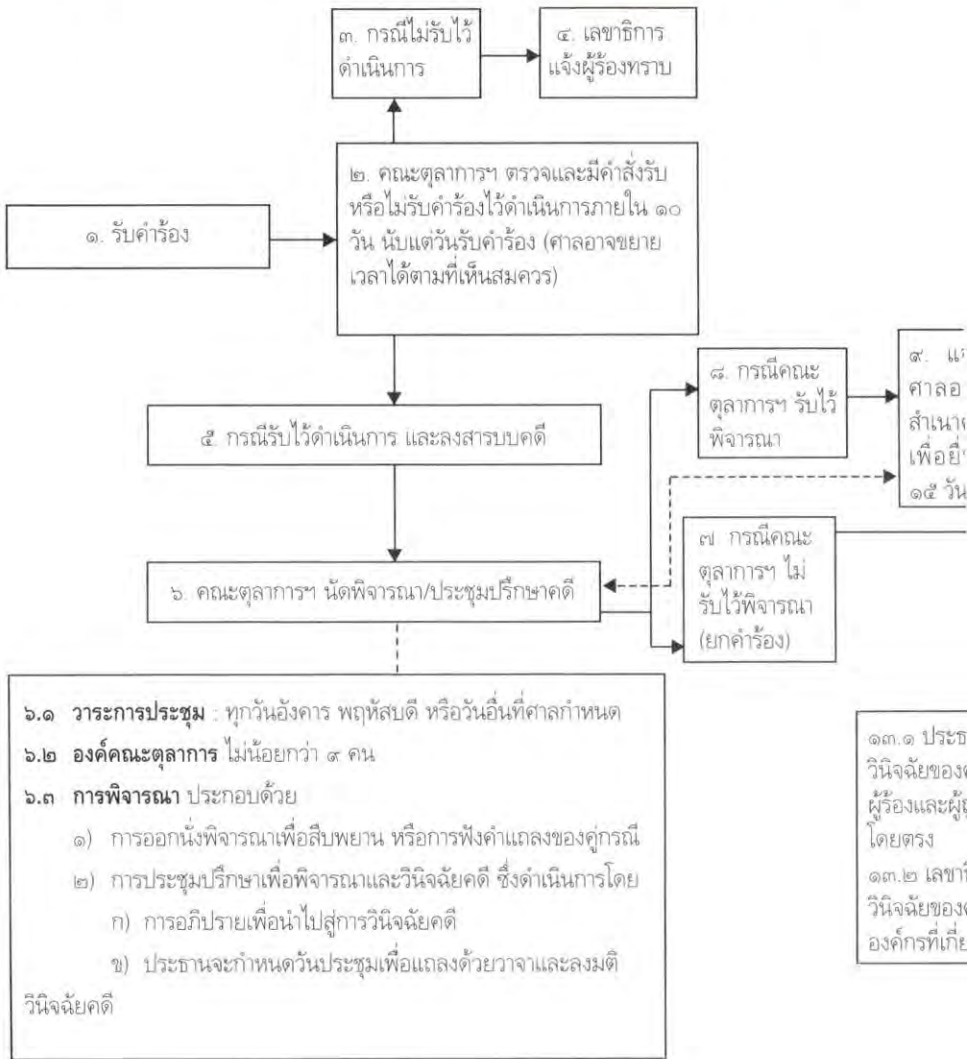 ๓. กรณีไม่รับไว้
ดำเนินการ
๔. เลขาธิการ
แจ้งผู้ร้องทราบ
๒. คณะตุลาการฯ ตรวจและมีคำสั่งรับ
หรือไม่รับคำร้องไว้ดำเนินการภายใน ๑๐
วัน นับแต่วันรับคำร้อง (ศาลอาจขยาย
เวลาได้ตามที่เห็นสมควร)
๑. รับคำร้อง
๕. กรณีรับไว้ดำเนินการ และลงสารบบคดี
๘. กรณีคณะ
ตุลาการฯ รับไว้
พิจารณา
๙.
ศาลอ
สำเนา
เพื่อยื่
๑๕ วัน
๗ กรณีคณะ
ตุลาการฯ ไม่
รับไว้พิจารณา
(ยกคำร้อง)
๖. คณะตุลาการฯ นัดพิจารณา/ประชุมปรึกษาคดี
๖.๑ วาระการประชุม : ทุกวันอังคาร พฤหัสบดี หรือวันอื่นที่ศาลกำหนด
๖.๒ องค์คณะตุลาการ ไม่น้อยกว่า ๙ คน
๖.๓ การพิจารณา ประกอบด้วย
๑) การออกนั่งพิจารณาเพื่อสืบพยาน หรือการฟังคำแถลงของคู่กรณี
๒) การประชุมปรึกษาเพื่อพิจารณาและวินิจฉัยคดี ซึ่งดำเนินการโดย
ก) การอภิปรายเพื่อนำไปสู่การวินิจฉัยคดี
ข) ประธานจะกำหนดวันประชุมเพื่อแถลงด้วยวาจาและลงมติ
วินิจฉัยคดี
๑๓.๑ ประธ
วินิจฉัยของ
ผู้ร้องและผู้
โดยตรง
๑๓.๒ เลขาธิ
วินิจฉัยของ
องค์กรที่เกี่ย